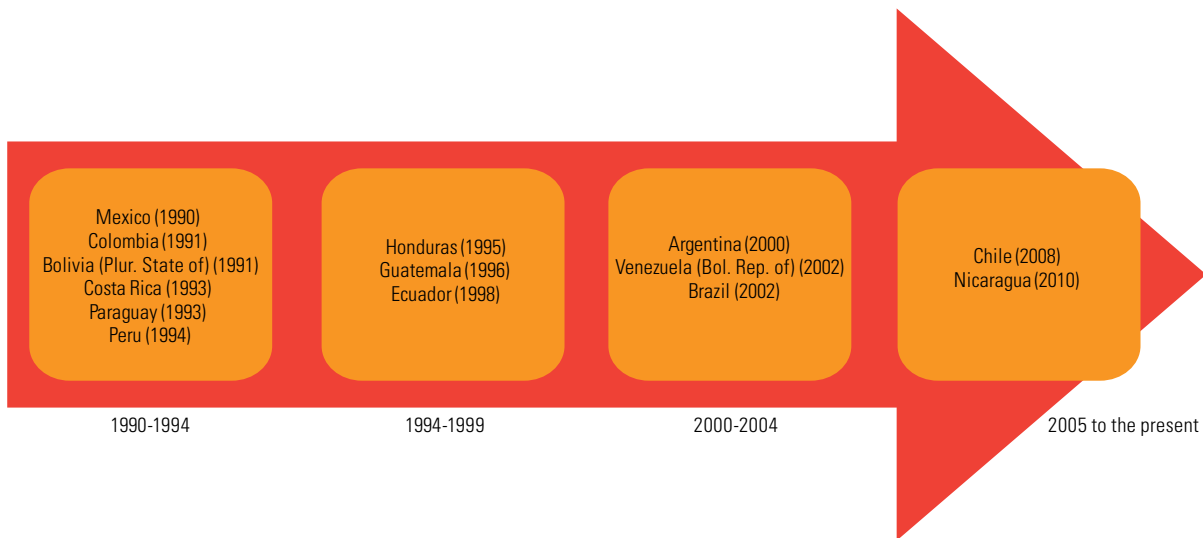 Mexico (1990)
Colombia (1991)
Bolivia (Plur. State of) (1991)
Costa Rica (1993)
Paraguay (1993)
Peru (1994)
Honduras (1995)
Guatemala (1996)
Ecuador (1998)
Argentina (2000)
Venezuela (Bol. Rep. of) (2002)
Brazil (2002)
Chile (2008)
Nicaragua (2010)
1990-1994
1994-1999
2000-2004
2005 to the present